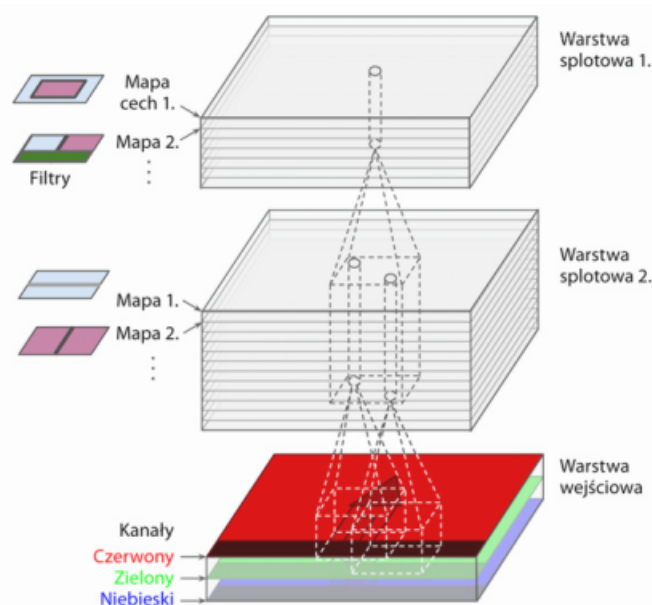 Warstwa
splotowa 1.
Mapa
cech 1.
Mapa 2.
Filtry
Warstwa
splotowa 2.
Mapa 1.
Mapa 2.
Warstwa
wejściowa
Kanały
Czerwony
Zielony
Niebieski